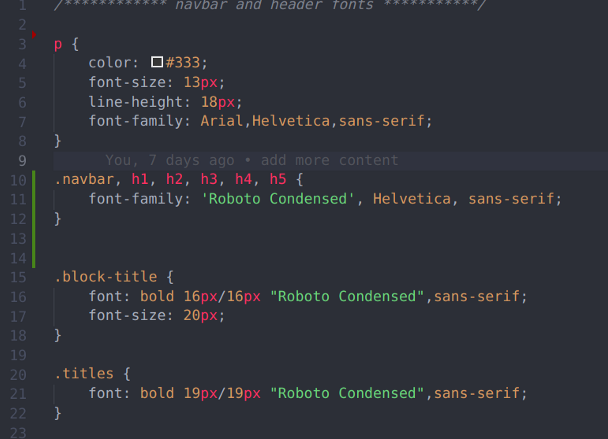 1 /************ navbar and header fonts ***********/
2
3 p {
4     color: #333;
5     font-size: 13px;
6     line-height: 18px;
7     font-family: Arial,Helvetica,sans-serif;
8 }
9       You, 7 days ago • add more content
10 .navbar, h1, h2, h3, h4, h5 {
11     font-family: 'Roboto Condensed', Helvetica, sans-serif;
12 }
13
14
15 .block-title {
16     font: bold 16px/16px "Roboto Condensed",sans-serif;
17     font-size: 20px;
18 }
19
20 .titles {
21     font: bold 19px/19px "Roboto Condensed",sans-serif;
22 }
23